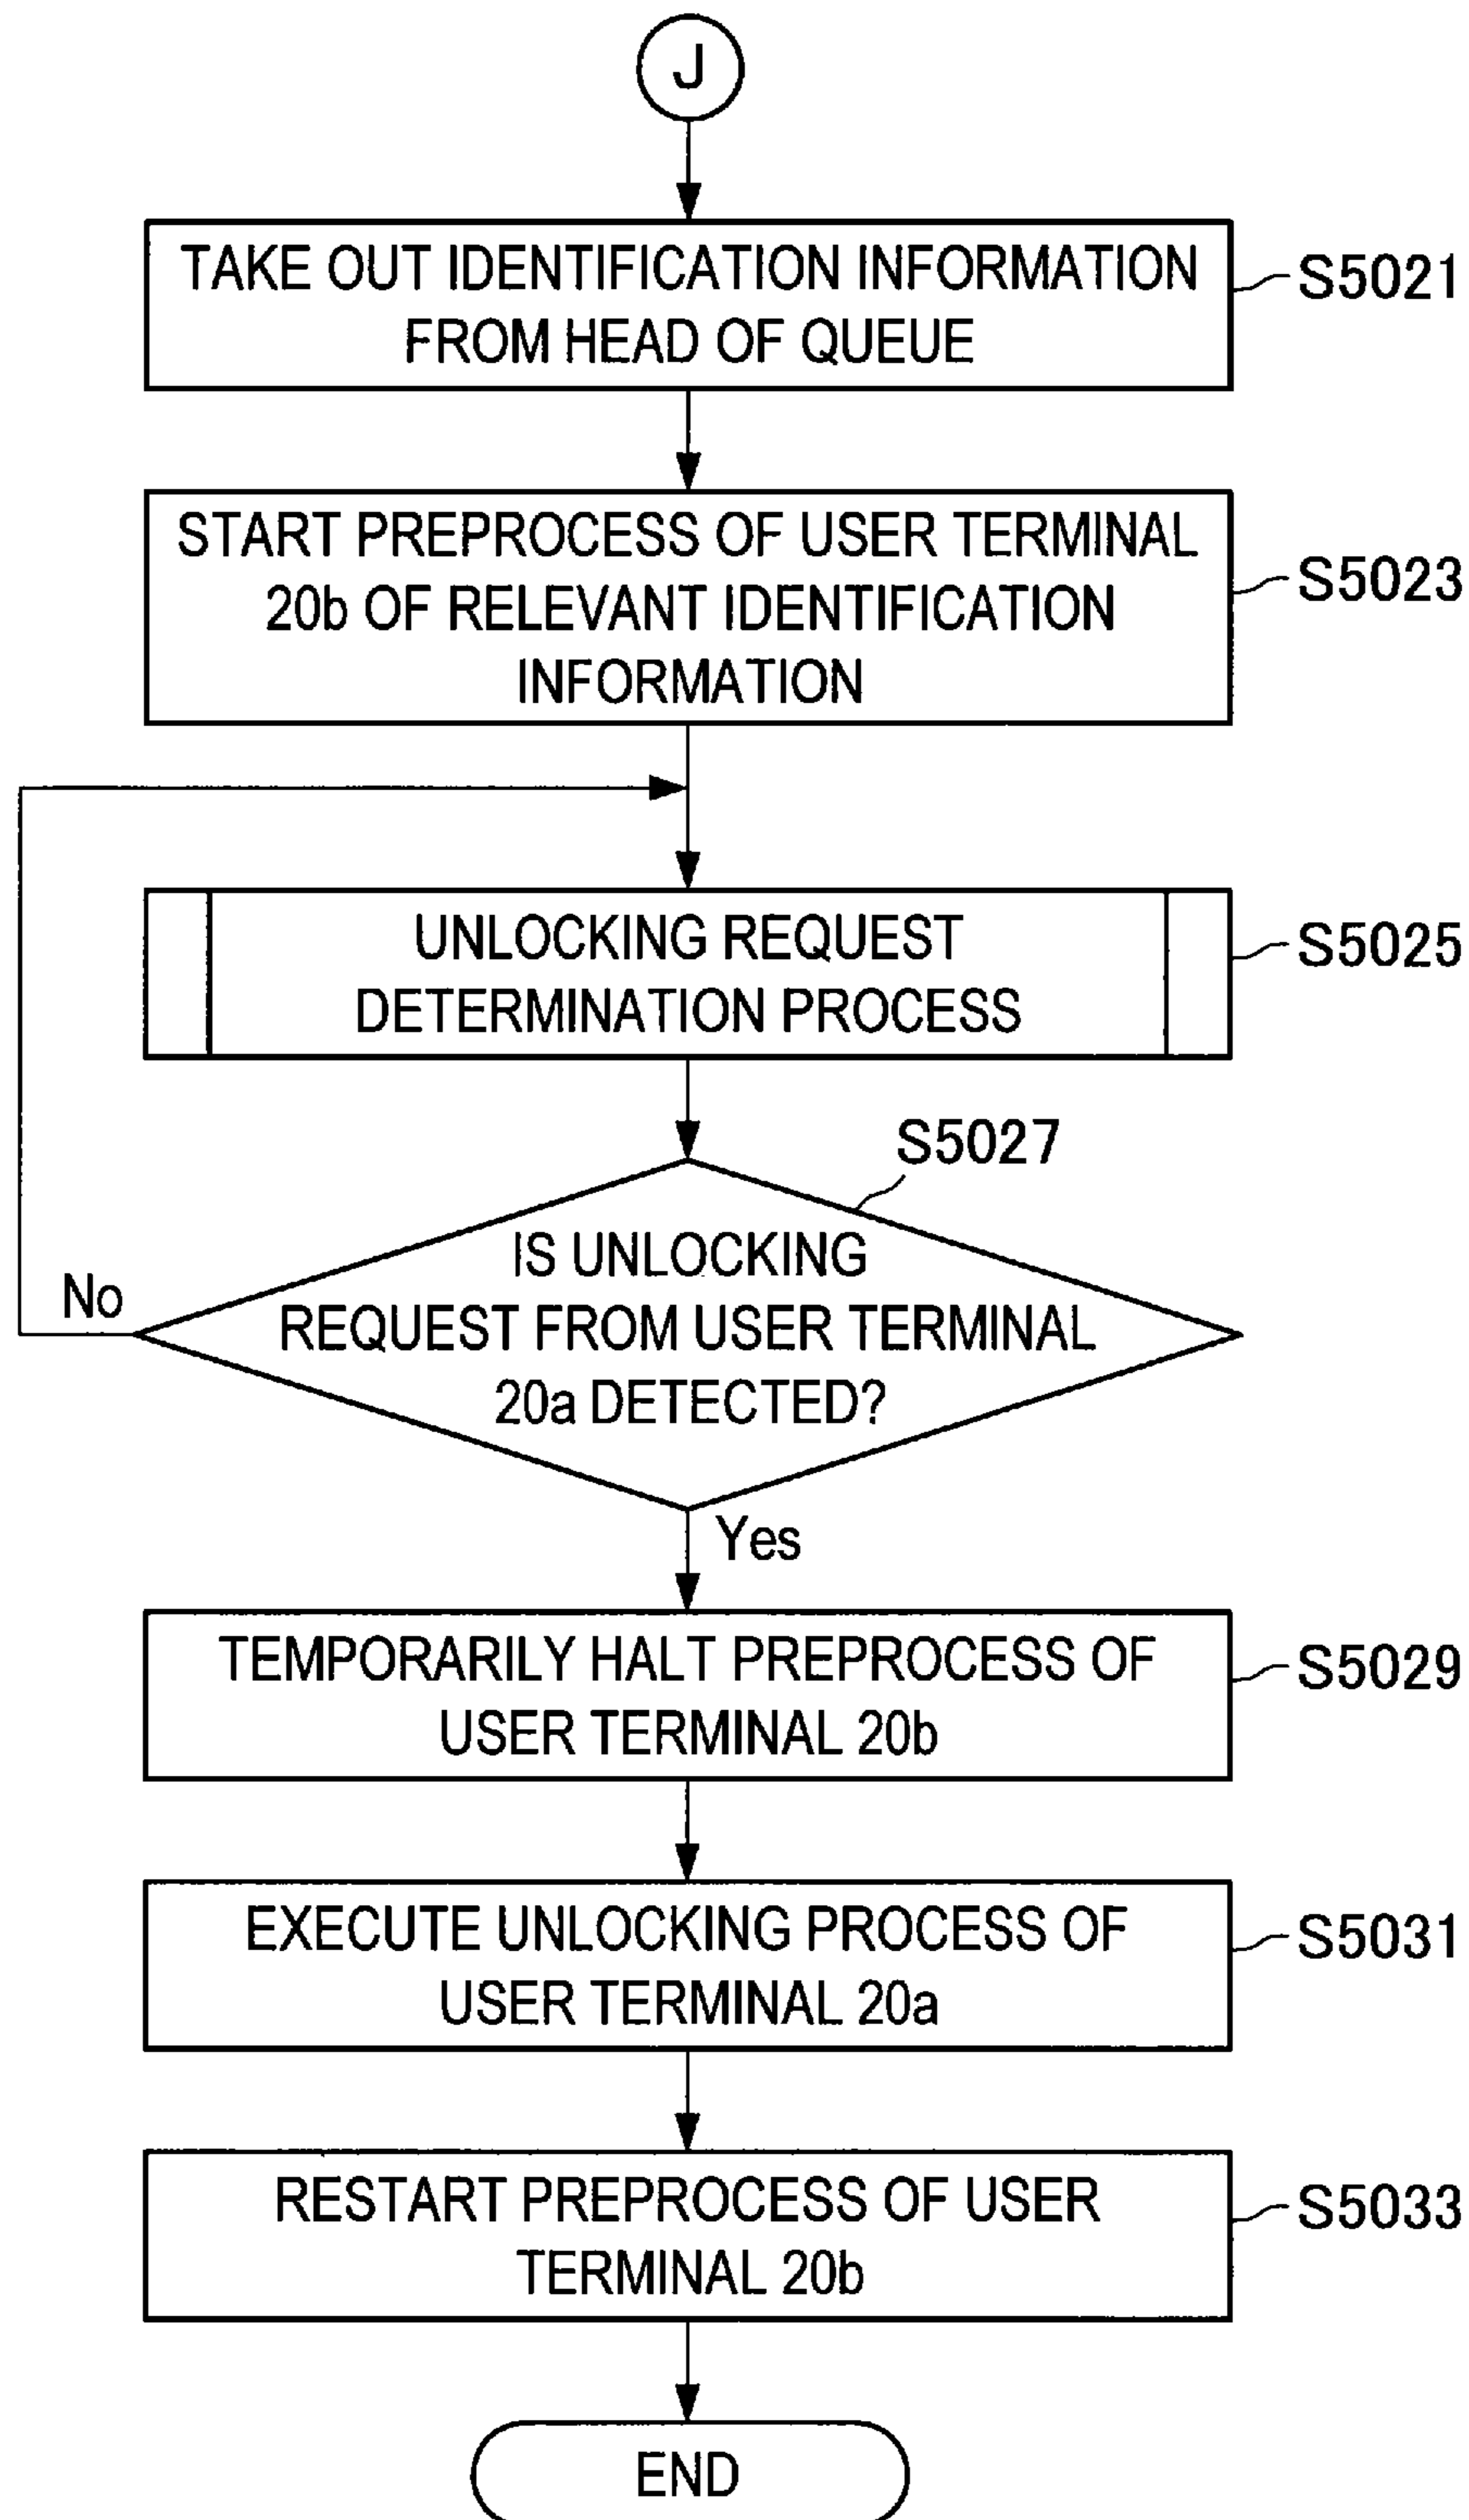 J
TAKE OUT IDENTIFICATION INFORMATION
FROM HEAD OF QUEUE
S5021
START PREPROCESS OF USER TERMINAL
20b OF RELEVANT IDENTIFICATION
INFORMATION
S5023
UNLOCKING REQUEST
DETERMINATION PROCESS
S5025
S5027
IS UNLOCKING
REQUEST FROM USER TERMINAL
20a DETECTED?
No
Yes
TEMPORARILY HALT PREPROCESS OF
USER TERMINAL 20b
S5029
EXECUTE UNLOCKING PROCESS OF
USER TERMINAL 20a
S5031
RESTART PREPROCESS OF USER
TERMINAL 20b
S5033
END